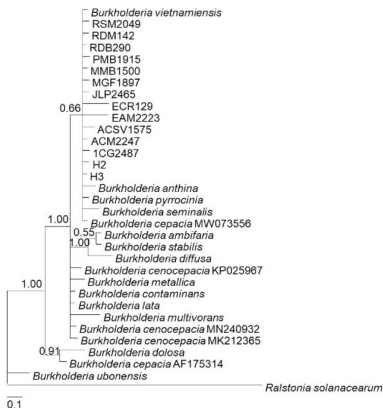 Burkholderia vietnamiensis
RSM2049
RDM142
RDB290
PMB1915
MMB1500
MGF1897
JLP2465
0.66 ECR129
EAM2223
ACSV1575
ACM2247
1CG2487
H2
H3
Burkholderia anthina
Burkholderia pyrrocinia
Burkholderia seminalis
1.00 Burkholderia cepacia MW073556
0.55 Burkholderia ambifaria
1.00 Burkholderia stabilis
Burkholderia diffusa
Burkholderia cenocepacia KP025967
1.00 Burkholderia metallica
Burkholderia contaminans
Burkholderia lata
Burkholderia multivorans
Burkholderia cenocepacia MN240932
Burkholderia cenocepacia MK212365
0.91 Burkholderia dolosa
Burkholderia cepacia AF175314
Burkholderia ubonensis
Ralstonia solanacearum
0.1